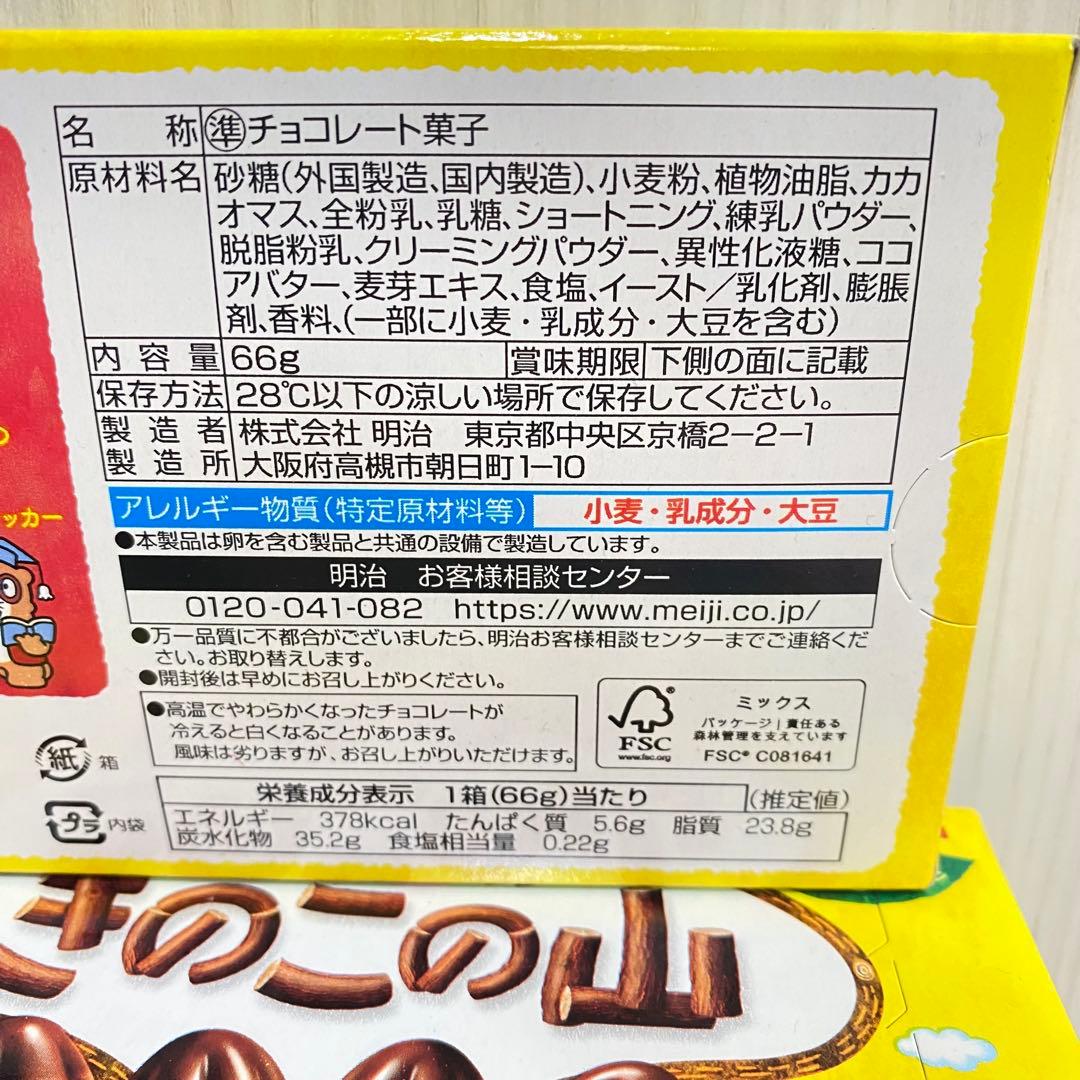 名称 準チョコレート菓子
原材料名 砂糖(外国製造、国内製造)、小麦粉、植物油脂、カカ
オマス、全粉乳、乳糖、ショートニング、練乳パウダー、
脱脂粉乳、クリーミングパウダー、異性化液糖、ココ
アバター、麦芽エキス、食塩、イースト/乳化剤、膨脹
剤、香料、(一部に小麦・乳成分・大豆を含む)
内容量 66g 賞味期限 下側の面に記載
保存方法 28℃以下の涼しい場所で保存してください。
製造者 株式会社 明治 東京都中央区京橋2-2-1
製造所 大阪府高槻市朝日町1-10
アレルギー物質(特定原材料等) 小麦・乳成分・大豆
●本製品は卵を含む製品と共通の設備で製造しています。
明治 お客様相談センター
0120-041-082 https://www.meiji.co.jp/
●万一品質に不都合がございましたら、明治お客様相談センターまでご連絡くだ
さい。お取り替えします。
●開封後は早めにお召し上がりください。
●高温でやわらかくなったチョコレートが
冷えると白くなることがあります。
風味は劣りますが、お召し上がりいただけます。
FSC
www.fsc.org
ミックス
パッケージ|責任ある
森林管理を支えています
FSC® C081641
紙 箱
プラ 内袋
栄養成分表示 1箱(66g)当たり (推定値)
エネルギー 378kcal たんぱく質 5.6g 脂質 23.8g
炭水化物 35.2g 食塩相当量 0.22g
ッカー
きのこの山